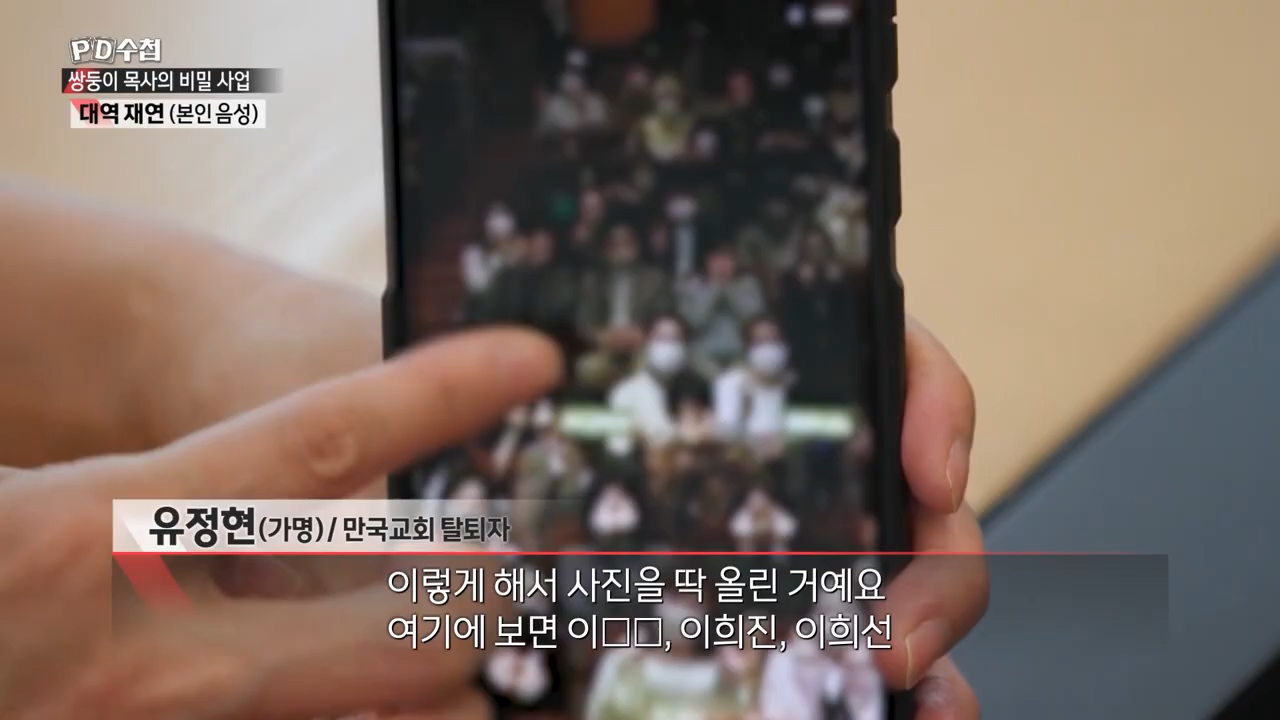 PD수첩
쌍둥이 목사의 비밀 사업
대역 재연 (본인 음성)
유정현(가명) / 만국교회 탈퇴자
이렇게 해서 사진을 딱 올린 거예요
여기에 보면 이□□, 이희진, 이희선